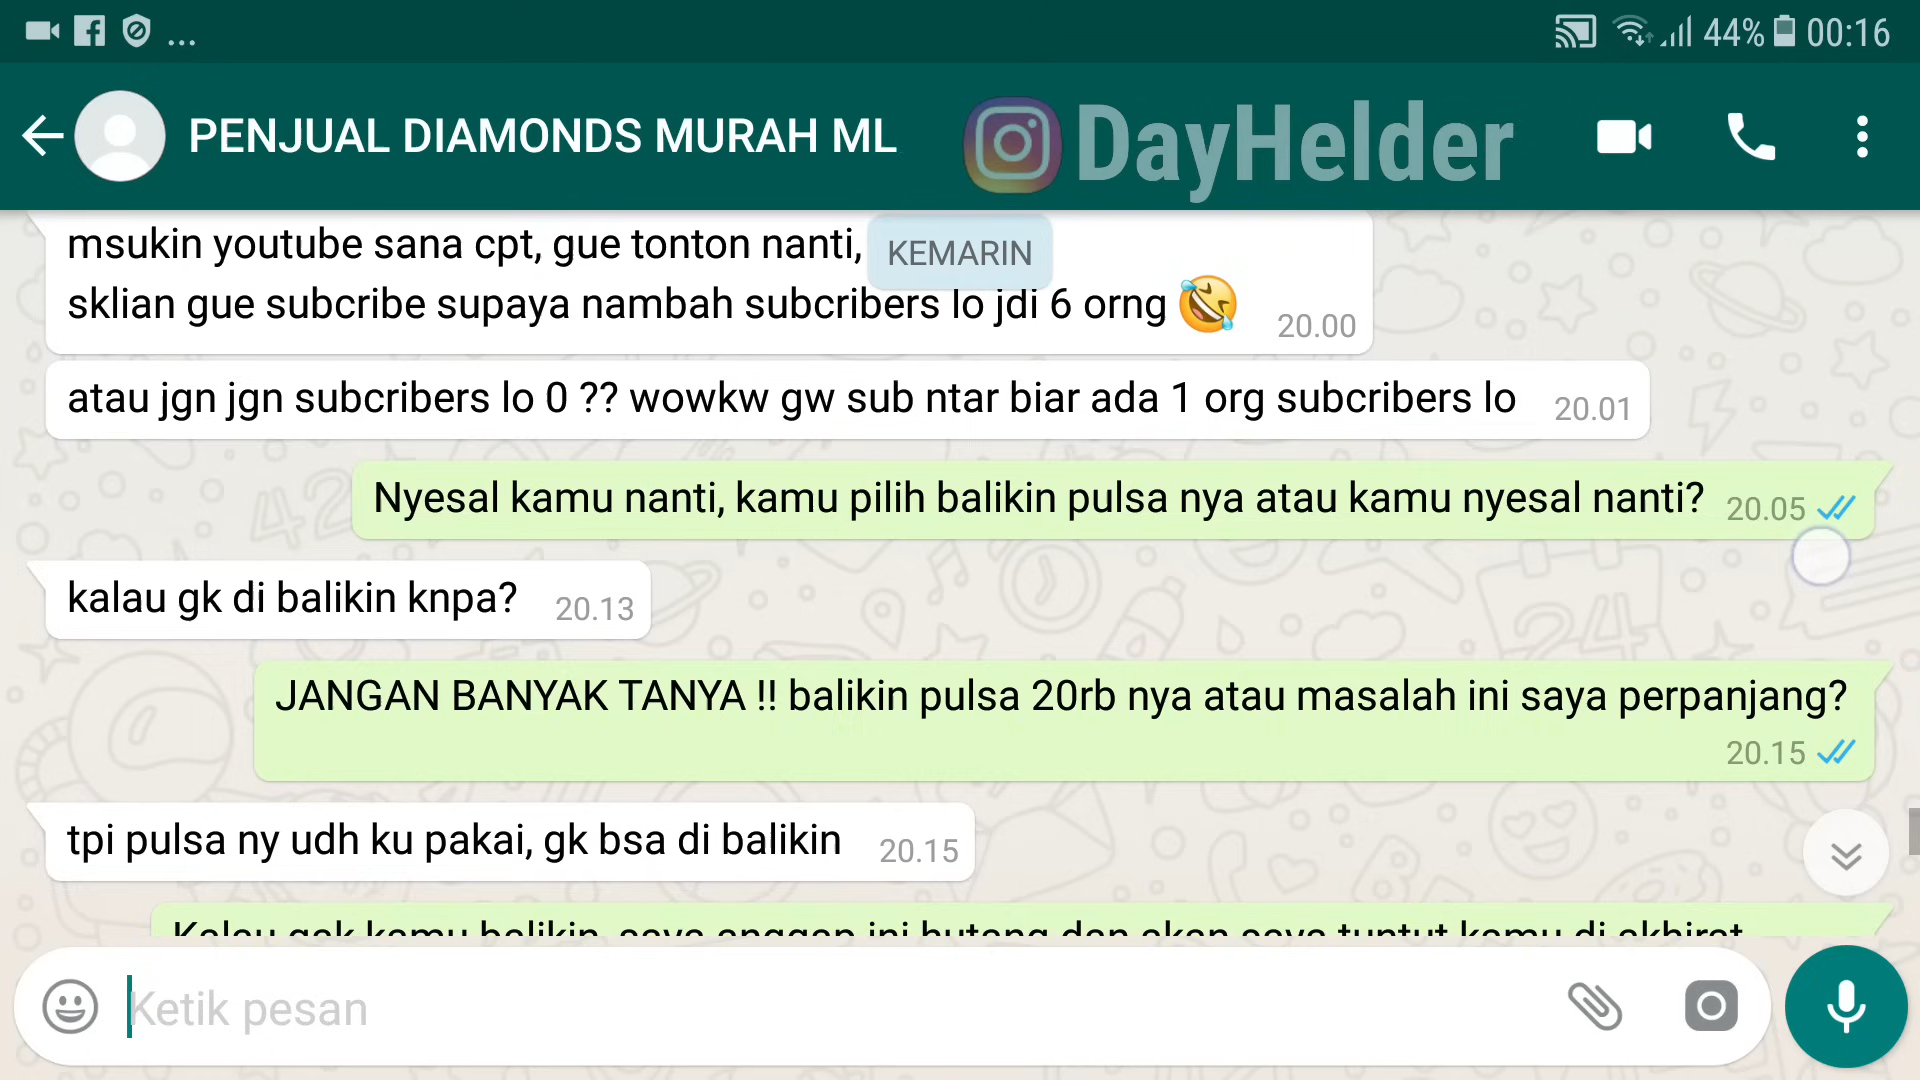 ... 44% 00:16
PENJUAL DIAMONDS MURAH ML DayHelder
msukin youtube sana cpt, gue tonton nanti,
KEMARIN
sklian gue subcribe supaya nambah subcribers lo jdi 6 orng 🤣 20.00
atau jgn jgn subcribers lo 0 ?? wowkw gw sub ntar biar ada 1 org subcribers lo 20.01
Nyesal kamu nanti, kamu pilih balikin pulsa nya atau kamu nyesal nanti? 20.05
kalau gk di balikin knpa? 20.13
JANGAN BANYAK TANYA !! balikin pulsa 20rb nya atau masalah ini saya perpanjang?
20.15
tpi pulsa ny udh ku pakai, gk bsa di balikin 20.15
Kalau gak kamu balikin, saya anggap ini hutang dan akan saya tuntut kamu di akhirat
Ketik pesan